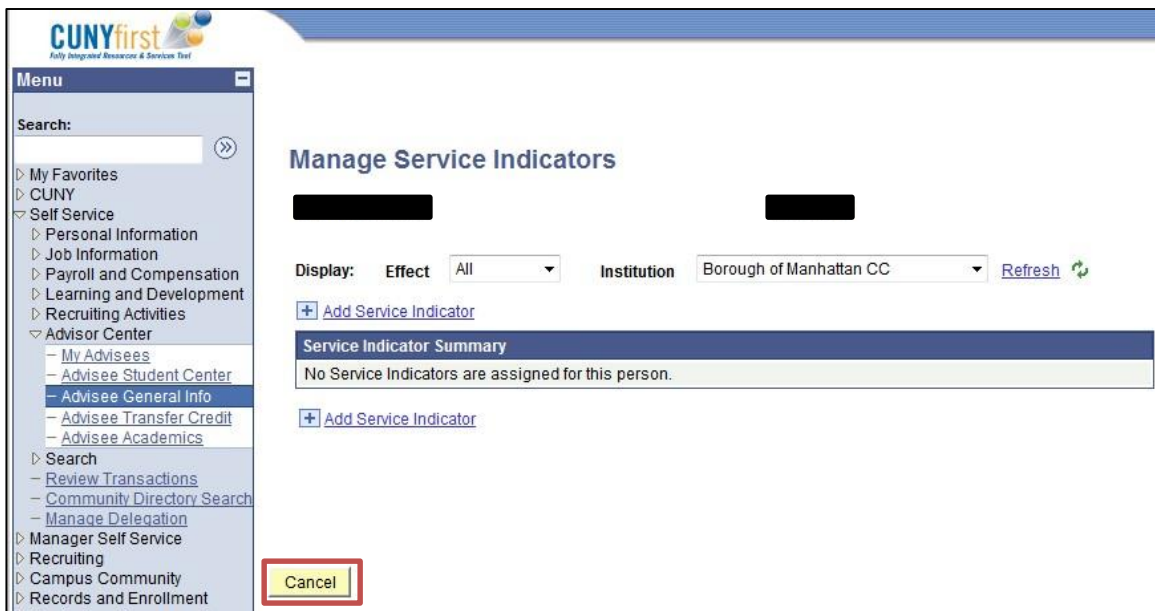 CUNYfirst
Fully Integrated Resources & Services Tool
Menu
Search:
My Favorites
CUNY
Self Service
Personal Information
Job Information
Payroll and Compensation
Learning and Development
Recruiting Activities
Advisor Center
My Advisees
Advisee Student Center
Advisee General Info
Advisee Transfer Credit
Advisee Academics
Search
Review Transactions
Community Directory Search
Manage Delegation
Manager Self Service
Recruiting
Campus Community
Records and Enrollment
Manage Service Indicators
Display: Effect All Institution Borough of Manhattan CC Refresh
Add Service Indicator
Service Indicator Summary
No Service Indicators are assigned for this person.
Add Service Indicator
Cancel